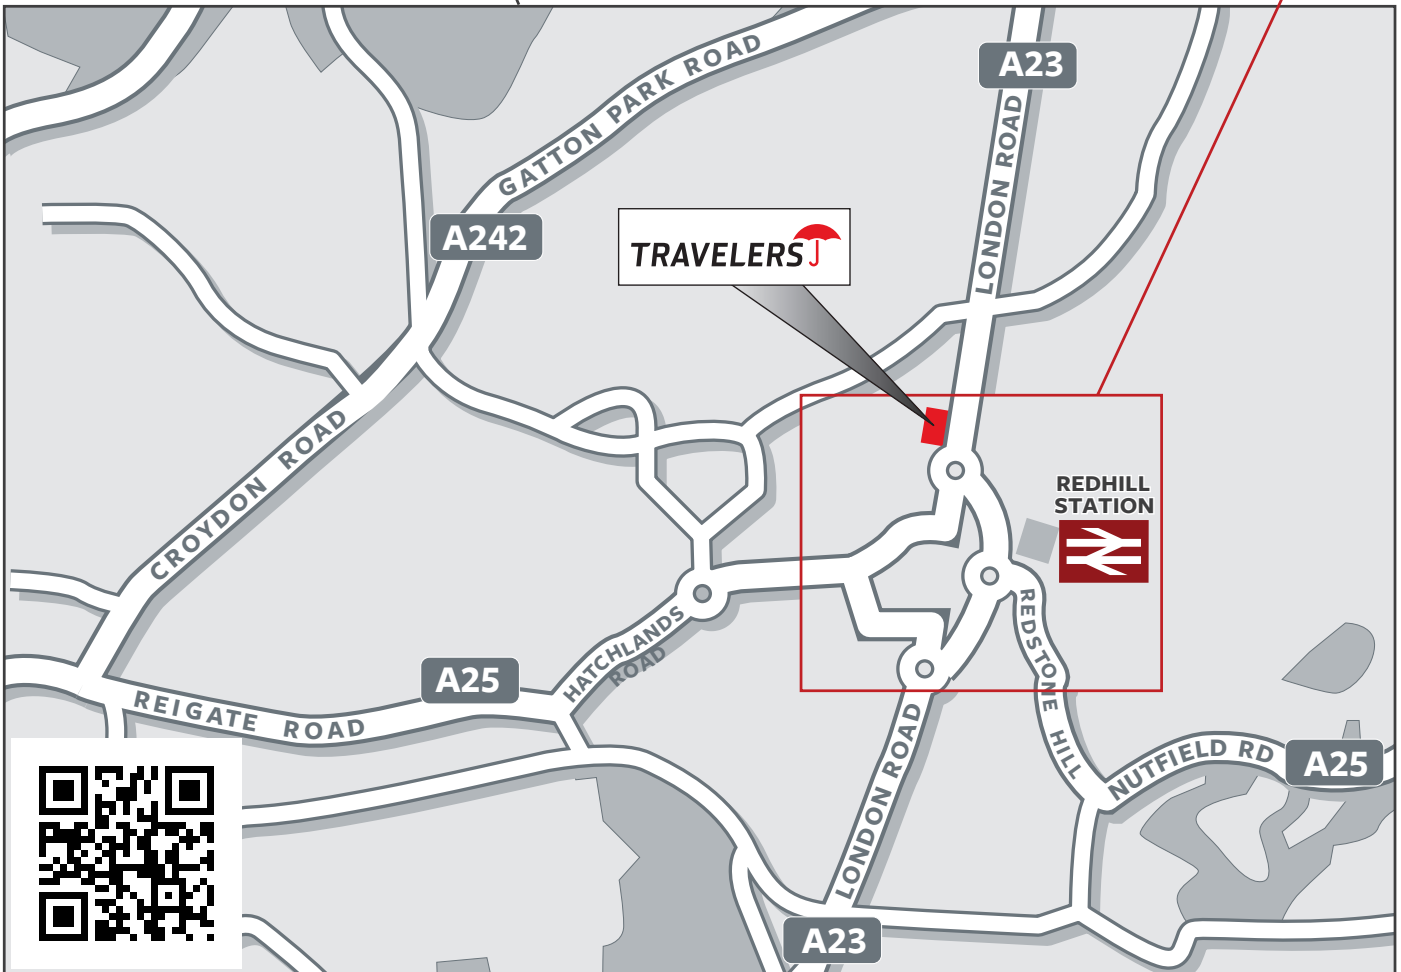 A23
GATTON PARK ROAD
LONDON ROAD
A242
TRAVELERS
CROYDON ROAD
REDHILL
STATION
HATCHLANDS
ROAD
REDSTONE HILL
A25
REIGATE ROAD
LONDON ROAD
NUTFIELD RD
A25
A23